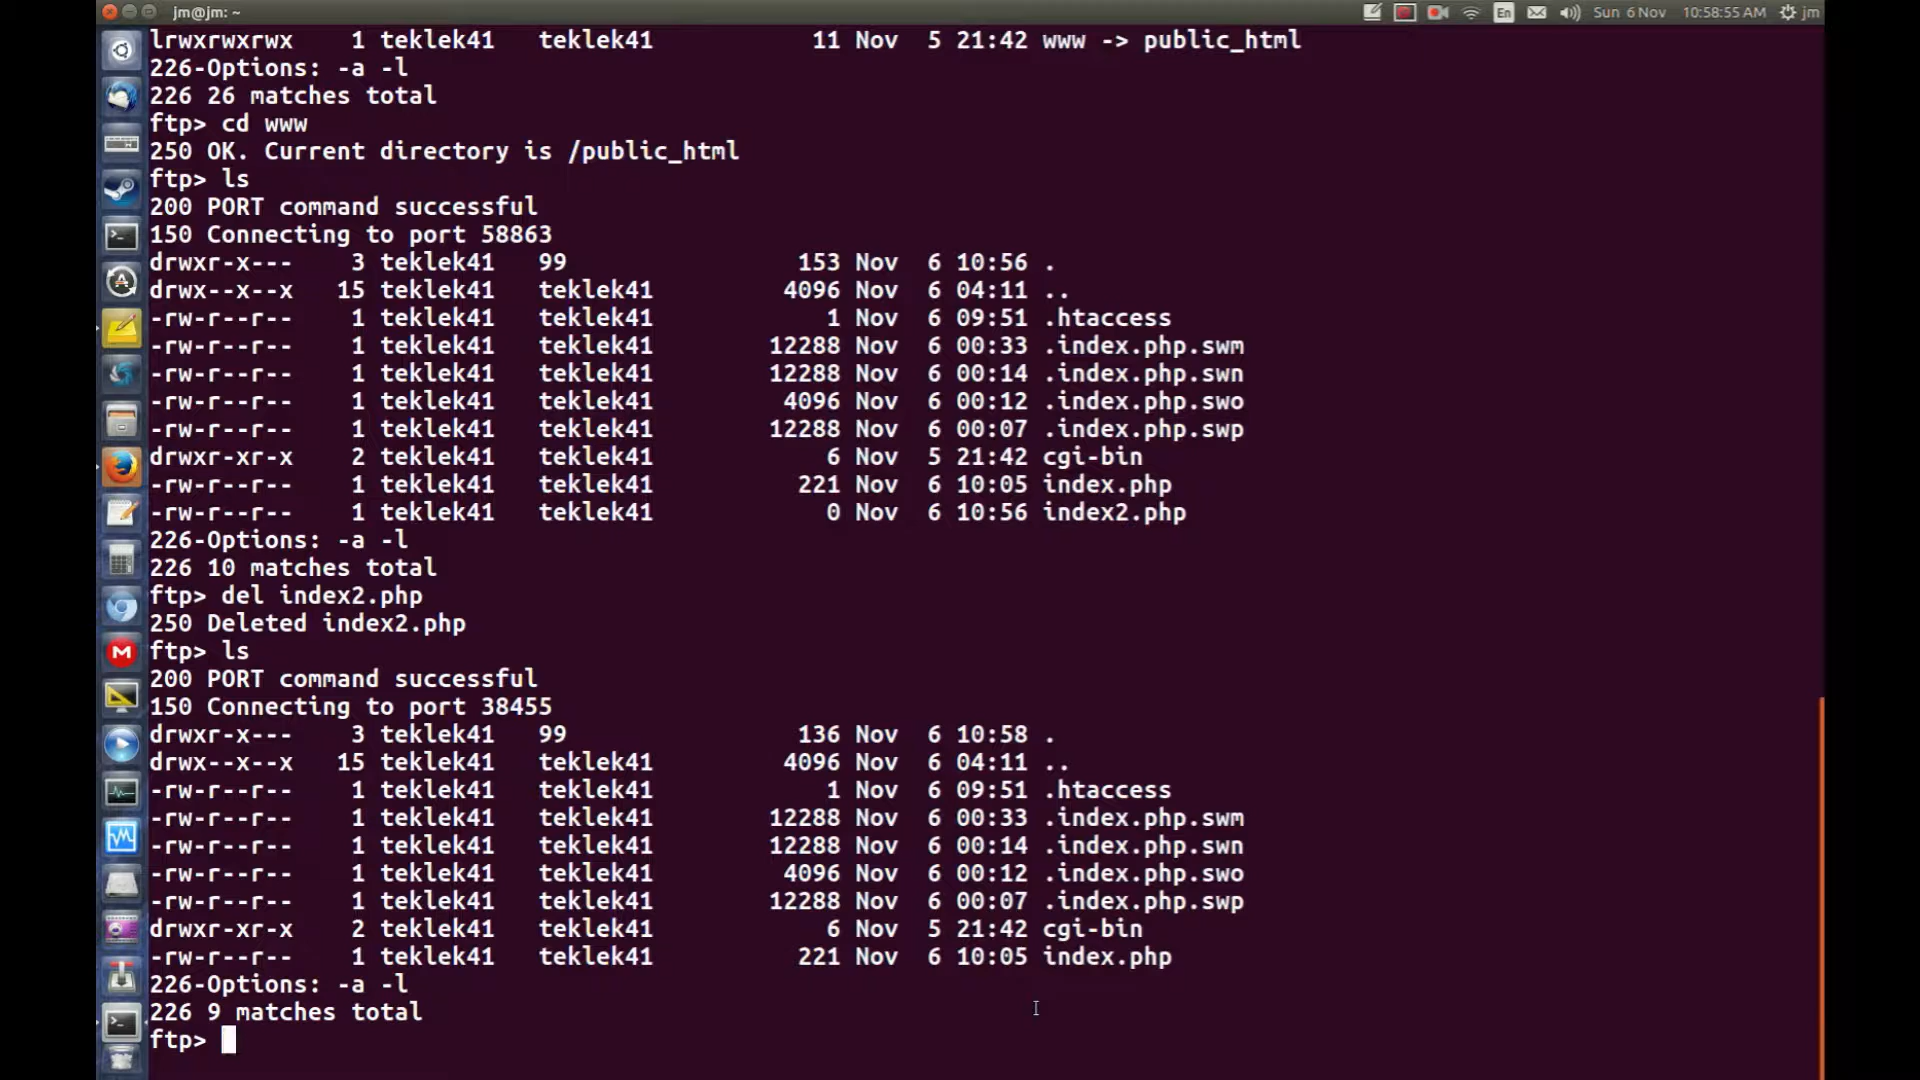 jm@jm: ~
En Sun 6 Nov 10:58:55 AM jm
lrwxrwxrwx 1 teklek41 teklek41 11 Nov 5 21:42 www -> public_html
226-Options: -a -l
226 26 matches total
ftp> cd www
250 OK. Current directory is /public_html
ftp> ls
200 PORT command successful
150 Connecting to port 58863
drwxr-x--- 3 teklek41 99 153 Nov 6 10:56 .
drwx--x--x 15 teklek41 teklek41 4096 Nov 6 04:11 ..
-rw-r--r-- 1 teklek41 teklek41 1 Nov 6 09:51 .htaccess
-rw-r--r-- 1 teklek41 teklek41 12288 Nov 6 00:33 .index.php.swm
-rw-r--r-- 1 teklek41 teklek41 12288 Nov 6 00:14 .index.php.swn
-rw-r--r-- 1 teklek41 teklek41 4096 Nov 6 00:12 .index.php.swo
-rw-r--r-- 1 teklek41 teklek41 12288 Nov 6 00:07 .index.php.swp
drwxr-xr-x 2 teklek41 teklek41 6 Nov 5 21:42 cgi-bin
-rw-r--r-- 1 teklek41 teklek41 221 Nov 6 10:05 index.php
-rw-r--r-- 1 teklek41 teklek41 0 Nov 6 10:56 index2.php
226-Options: -a -l
226 10 matches total
ftp> del index2.php
250 Deleted index2.php
ftp> ls
200 PORT command successful
150 Connecting to port 38455
drwxr-x--- 3 teklek41 99 136 Nov 6 10:58 .
drwx--x--x 15 teklek41 teklek41 4096 Nov 6 04:11 ..
-rw-r--r-- 1 teklek41 teklek41 1 Nov 6 09:51 .htaccess
-rw-r--r-- 1 teklek41 teklek41 12288 Nov 6 00:33 .index.php.swm
-rw-r--r-- 1 teklek41 teklek41 12288 Nov 6 00:14 .index.php.swn
-rw-r--r-- 1 teklek41 teklek41 4096 Nov 6 00:12 .index.php.swo
-rw-r--r-- 1 teklek41 teklek41 12288 Nov 6 00:07 .index.php.swp
drwxr-xr-x 2 teklek41 teklek41 6 Nov 5 21:42 cgi-bin
-rw-r--r-- 1 teklek41 teklek41 221 Nov 6 10:05 index.php
226-Options: -a -l
226 9 matches total
ftp>